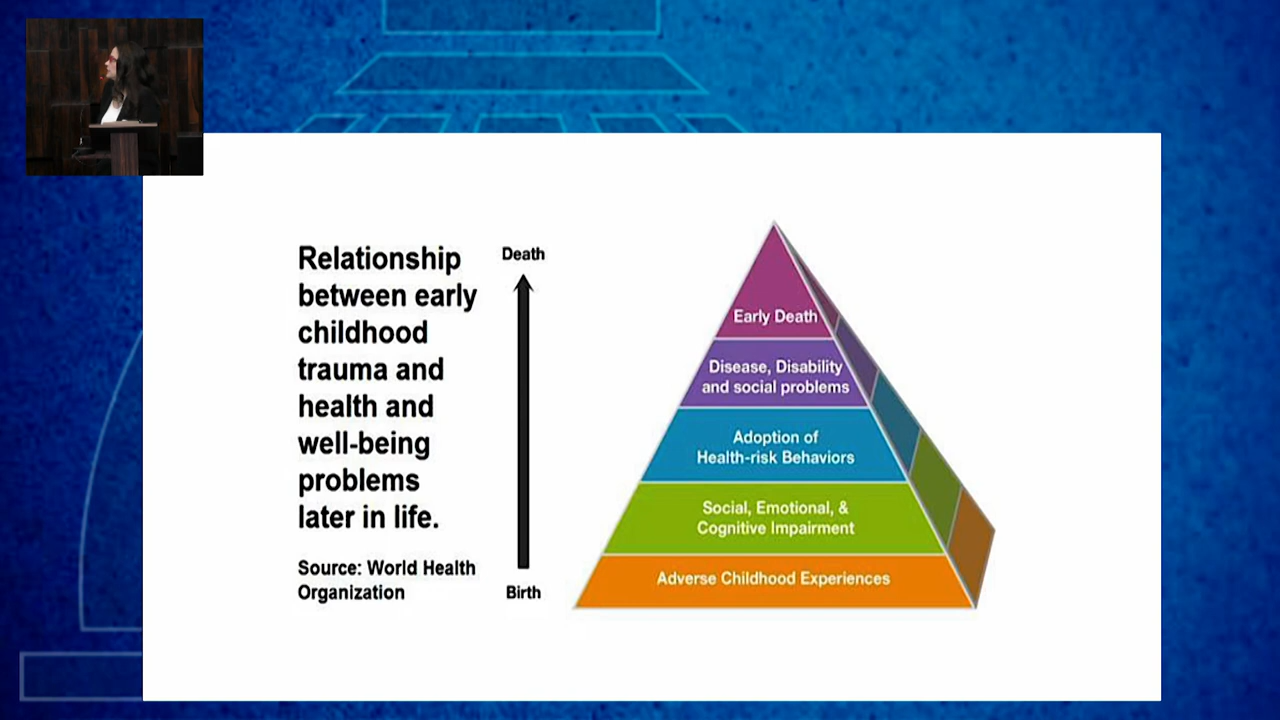 Relationship
between early
childhood
trauma and
health and
well-being
problems
later in life.
Source: World Health
Organization
Death
Birth
Early Death
Disease, Disability
and social problems
Adoption of
Health-risk Behaviors
Social, Emotional, &
Cognitive Impairment
Adverse Childhood Experiences